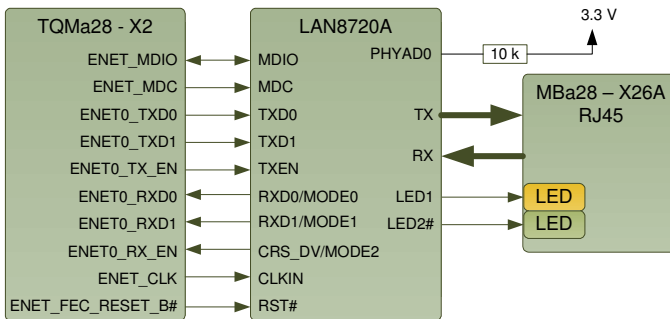 TQMa28 - X2
ENET_MDIO
ENET_MDC
ENET0_TXD0
ENET0_TXD1
ENET0_TX_EN
ENET0_RXD0
ENET0_RXD1
ENET0_RX_EN
ENET_CLK
ENET_FEC_RESET_B#
LAN8720A
MDIO
MDC
TXD0
TXD1
TXEN
RXD0/MODE0
RXD1/MODE1
CRS_DV/MODE2
CLKIN
RST#
PHYAD0
TX
RX
LED1
LED2#
10 k
3.3 V
MBa28 – X26A
RJ45
LED
LED